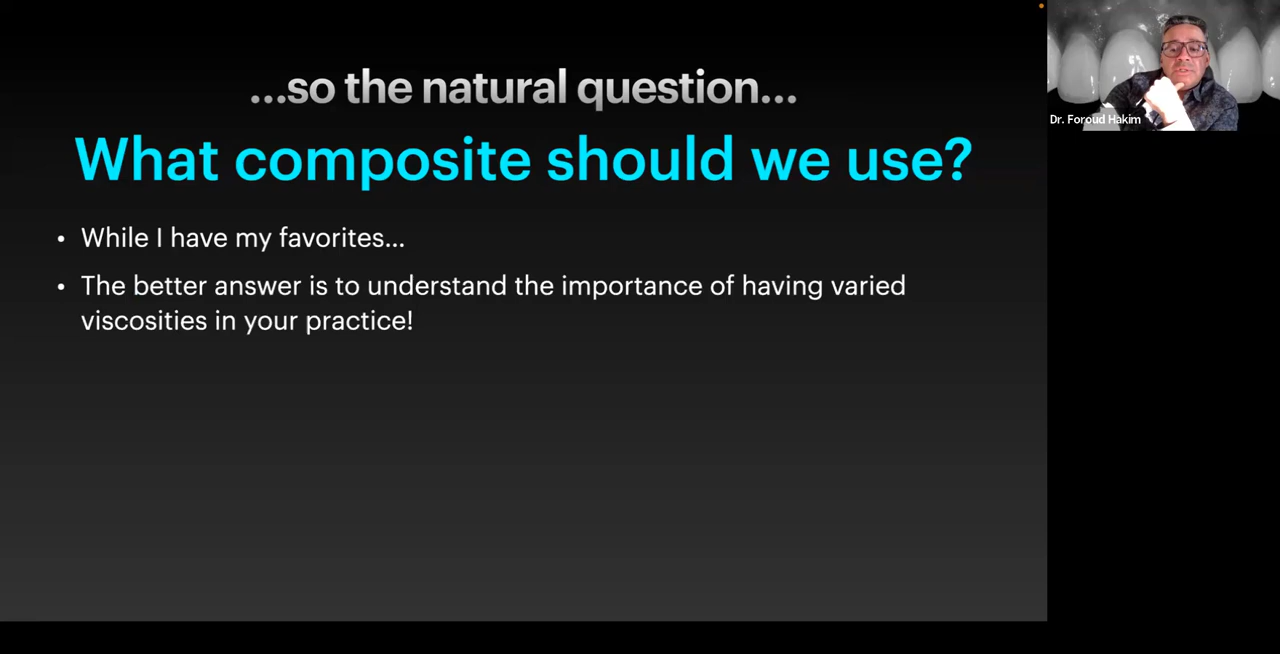 ...so the natural question...
What composite should we use?
• While I have my favorites...
• The better answer is to understand the importance of having varied
viscosities in your practice!
Dr. Foroud Hakim